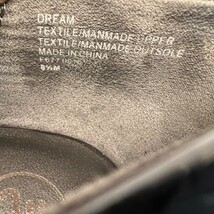 DREAM
TEXTILE/MANMADE UPPER
TEXTILE/MANMADE OUTSOLE
MADE IN CHINA
8½M